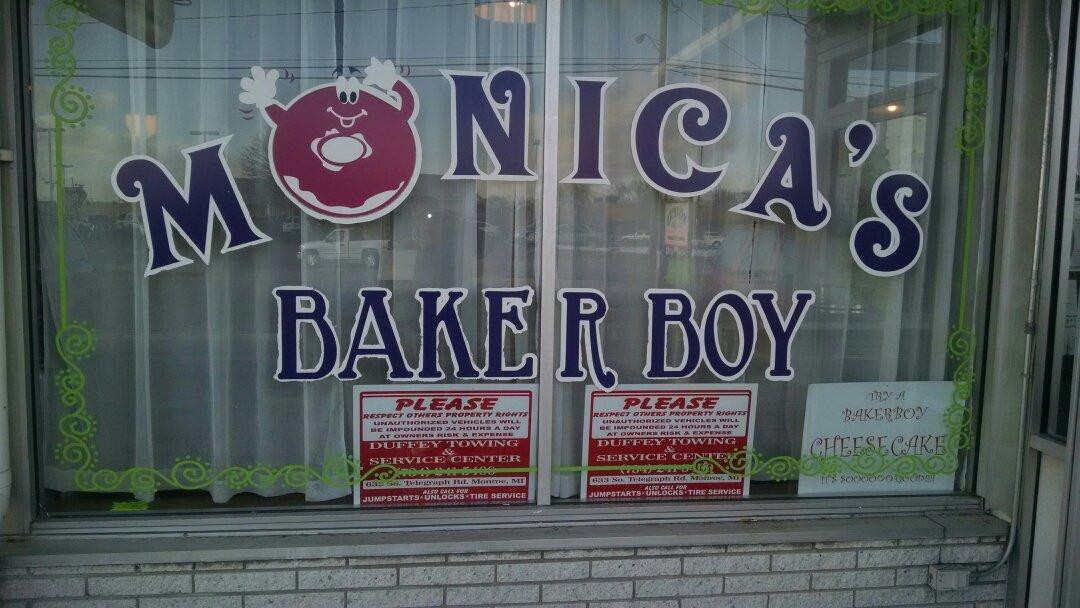 MONICA'S
BAKER BOY
PLEASE
RESPECT OTHERS PROPERTY RIGHTS
UNAUTHORIZED VEHICLES WILL
BE IMPOUNDED 24 HOURS A DAY
AT OWNERS RISK & EXPENSE
DUFFEY TOWING
&
SERVICE CENTER
633 So. Telegraph Rd. Monroe, MI
ALSO CALL FOR
JUMPSTARTS · UNLOCKS · TIRE SERVICE
PLEASE
RESPECT OTHERS PROPERTY RIGHTS
UNAUTHORIZED VEHICLES WILL
BE IMPOUNDED 24 HOURS A DAY
AT OWNERS RISK & EXPENSE
DUFFEY TOWING
&
SERVICE CENTER
633 So. Telegraph Rd. Monroe, MI
ALSO CALL FOR
JUMPSTARTS · UNLOCKS · TIRE SERVICE
TRY A
BAKERBOY
CHEESECAKE
IT'S SOOOOOO GOOD!!!!